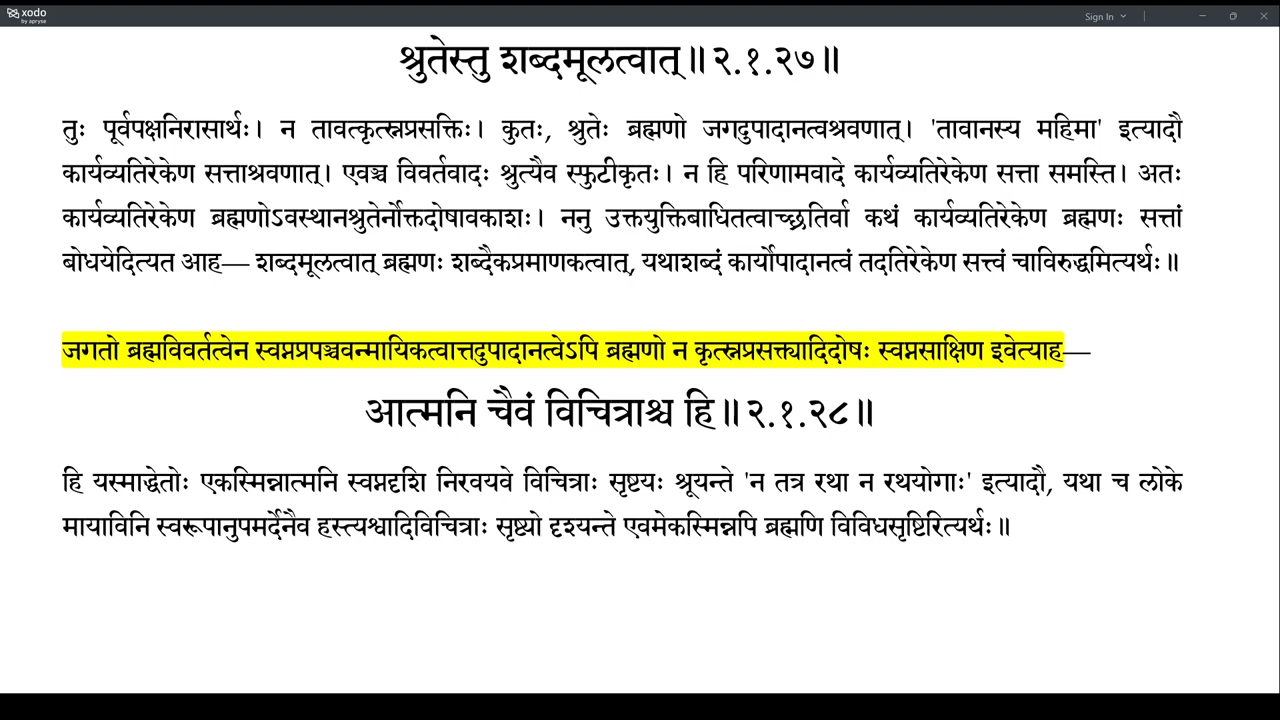 xodo
by apryse
Sign In
श्रुतेस्तु शब्दमूलत्वात्॥२.१.२७॥
तुः पूर्वपक्षनिरासार्थः। न तावत्कृत्स्नप्रसक्तिः। कुतः, श्रुतेः ब्रह्मणो जगदुपादानत्वश्रवणात्। 'तावानस्य महिमा' इत्यादौ
कार्यव्यतिरेकेण सत्ताश्रवणात्। एवञ्च विवर्तवादः श्रुत्यैव स्फुटीकृतः। न हि परिणामवादे कार्यव्यतिरेकेण सत्ता समस्ति। अतः
कार्यव्यतिरेकेण ब्रह्मणोऽवस्थानश्रुतेर्नोक्तदोषावकाशः। ननु उक्तयुक्तिबाधितत्वाच्छ्रतिर्वा कथं कार्यव्यतिरेकेण ब्रह्मणः सत्तां
बोधयेदित्यत आह— शब्दमूलत्वात् ब्रह्मणः शब्दैकप्रमाणकत्वात्, यथाशब्दं कार्योपादानत्वं तदतिरेकेण सत्त्वं चाविरुद्धमित्यर्थः॥
जगतो ब्रह्मविवर्तत्वेन स्वप्नप्रपञ्चवन्मायिकत्वात्तदुपादानत्वेऽपि ब्रह्मणो न कृत्स्नप्रसक्त्यादिदोषः स्वप्नसाक्षिण इवेत्याह—
आत्मनि चैवं विचित्राश्च हि॥२.१.२८॥
हि यस्माद्धेतोः एकस्मिन्नात्मनि स्वप्नदृशि निरवयवे विचित्राः सृष्टयः श्रूयन्ते 'न तत्र रथा न रथयोगाः' इत्यादौ, यथा च लोके
मायाविनि स्वरूपानुपमर्देनैव हस्त्यश्वादिविचित्राः सृष्ट्यो दृश्यन्ते एवमेकस्मिन्नपि ब्रह्मणि विविधसृष्टिरित्यर्थः॥